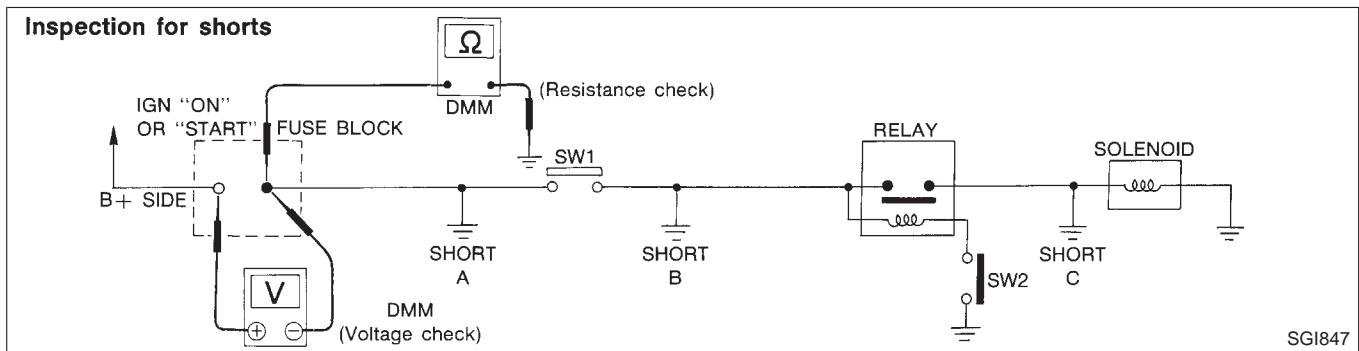 Inspection for shorts
Ω
DMM
(Resistance check)
IGN "ON"
OR "START"
FUSE BLOCK
B+ SIDE
SW1
RELAY
SOLENOID
SHORT
A
SHORT
B
SHORT
C
SW2
V
+ −
DMM
(Voltage check)
SGI847